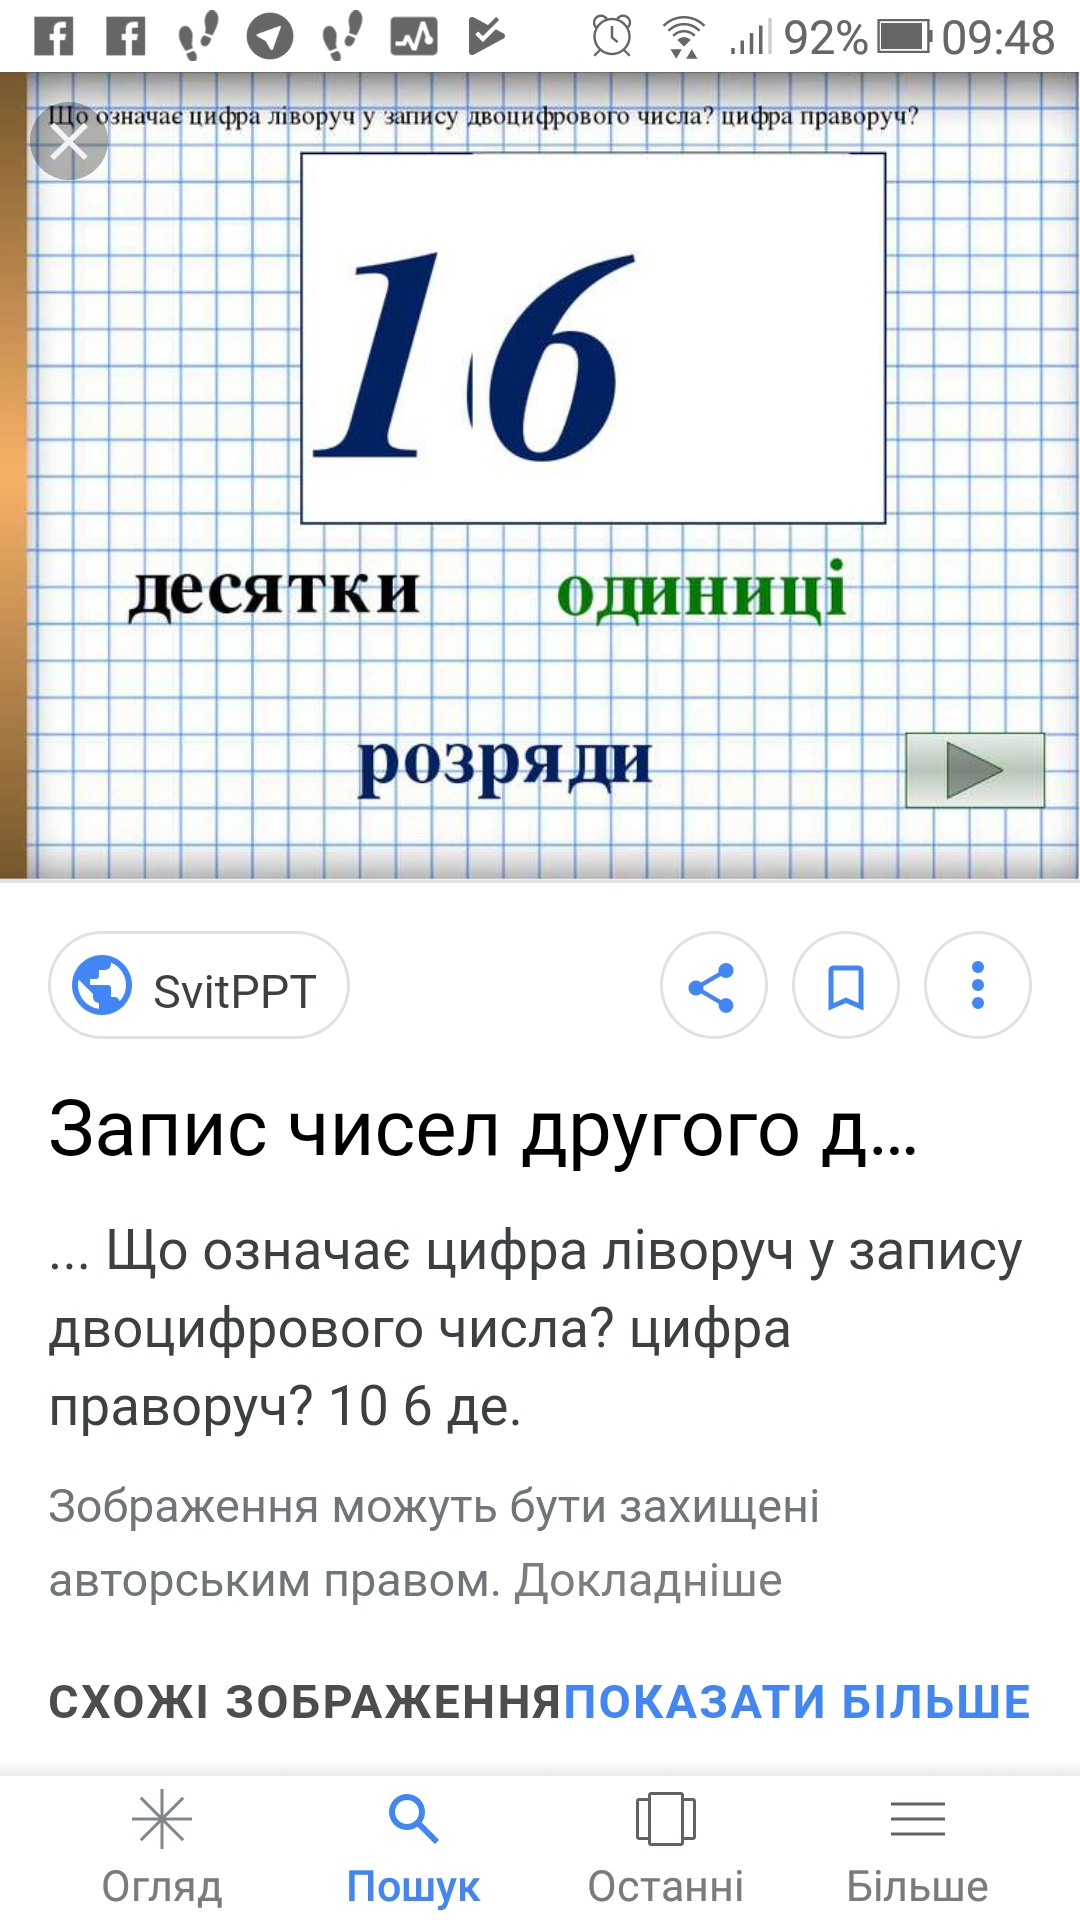 92% 09:48
Що означає цифра ліворуч у запису двоцифрового числа? цифра праворуч?
16
десятки одиниці
розряди
SvitPPT
Запис чисел другого д...
... Що означає цифра ліворуч у запису
двоцифрового числа? цифра
праворуч? 10 6 де.
Зображення можуть бути захищені
авторським правом. Докладніше
СХОЖІ ЗОБРАЖЕННЯ ПОКАЗАТИ БІЛЬШЕ
Огляд Пошук Останні Більше